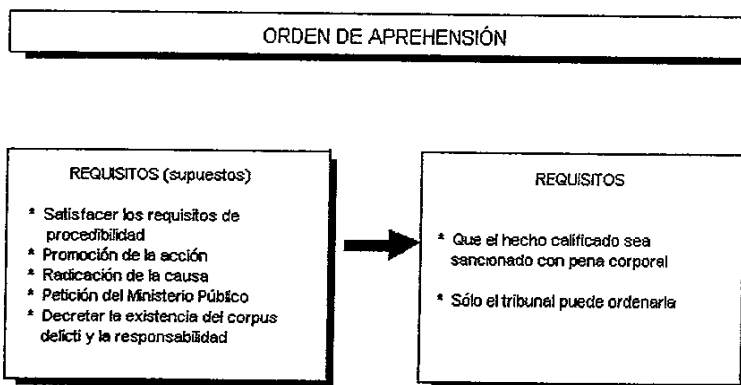 ORDEN DE APREHENSIÓN
REQUISITOS (supuestos)
* Satisfacer los requisitos de
procedibilidad
* Promoción de la acción
* Radicación de la causa
* Petición del Ministerio Público
* Decretar la existencia del corpus
delicti y la responsabilidad
REQUISITOS
* Que el hecho calificado sea
sancionado con pena corporal
* Sólo el tribunal puede ordenarla